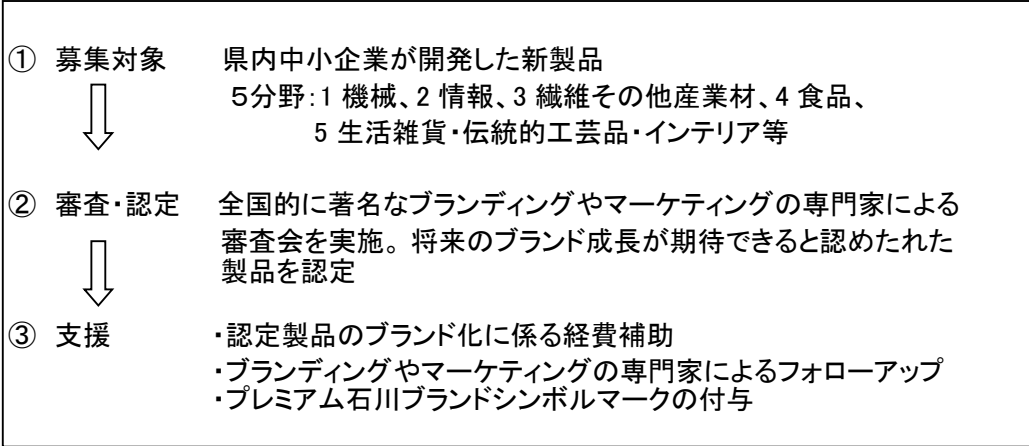 ① 募集対象 県内中小企業が開発した新製品
5分野:1 機械、2 情報、3 繊維その他産業材、4 食品、
5 生活雑貨・伝統的工芸品・インテリア等
② 審査・認定 全国的に著名なブランディングやマーケティングの専門家による
審査会を実施。将来のブランド成長が期待できると認めたれた
製品を認定
③ 支援 ・認定製品のブランド化に係る経費補助
・ブランディングやマーケティングの専門家によるフォローアップ
・プレミアム石川ブランドシンボルマークの付与